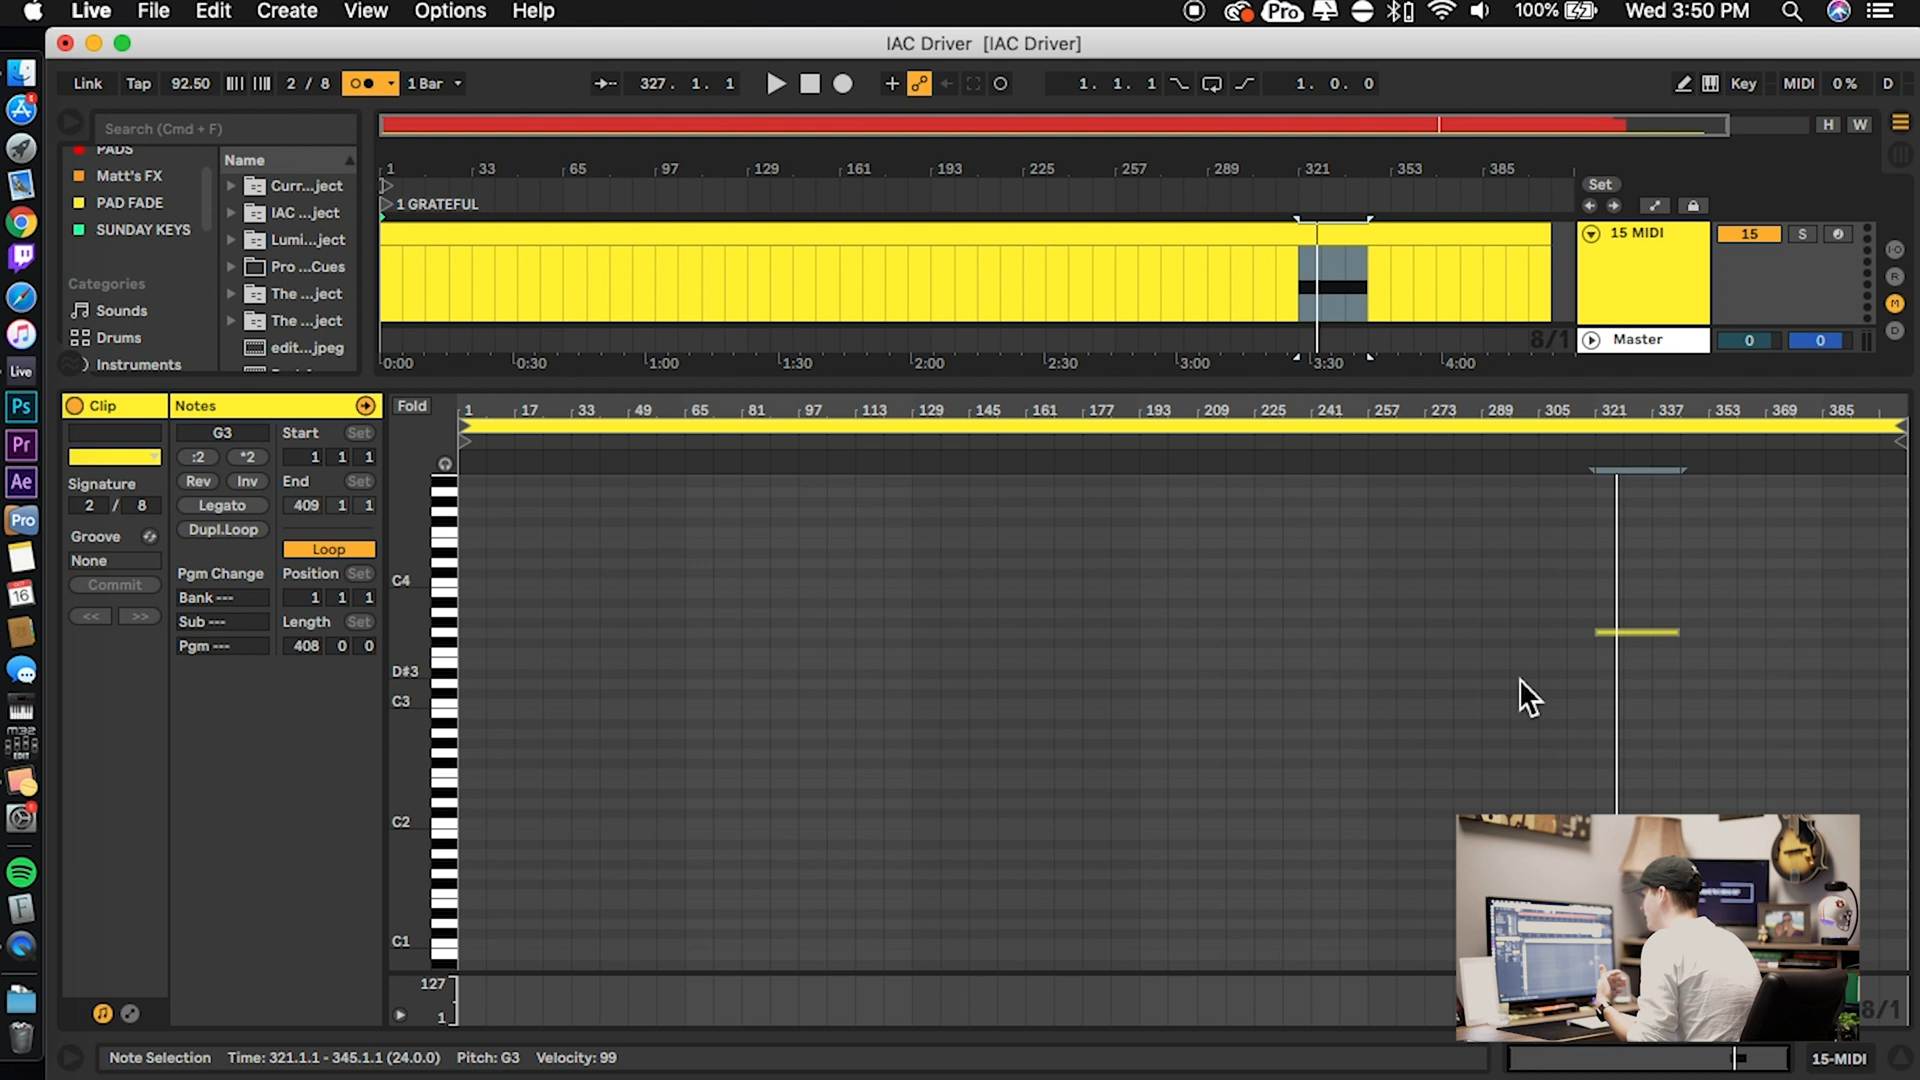 Live File Edit Create View Options Help Pro 100% Wed 3:50 PM
IAC Driver [IAC Driver]
Link Tap 92.50 2 / 8 1 Bar 327. 1. 1 1. 1. 1 1. 0. 0 Key MIDI 0 % D
Search (Cmd + F)
H W
PADS
Matt's FX
PAD FADE
SUNDAY KEYS
Categories
Sounds
Drums
Instruments
Name
Curr...ject
IAC ...ject
Lumi...ject
Pro ...Cues
The ...ject
The ...ject
edit...jpeg
1 33 65 97 129 161 193 225 257 289 321 353 385
1 GRATEFUL
Set
15 MIDI 15 S
8/1
Master 0 0
0:00 0:30 1:00 1:30 2:00 2:30 3:00 3:30 4:00
I·O
R
M
D
Live
Ps
Pr
Ae
Pro
OCT
16
M32
EDIT
F
Clip
Signature
2 / 8
Groove
None
Commit
<< >>
Notes
G3
:2 *2
Rev Inv
Legato
Dupl.Loop
Pgm Change
Bank ---
Sub ---
Pgm ---
Start Set
1 1 1
End Set
409 1 1
Loop
Position Set
1 1 1
Length Set
408 0 0
Fold
1 17 33 49 65 81 97 113 129 145 161 177 193 209 225 241 257 273 289 305 321 337 353 369 385
C4
D#3
C3
C2
C1
127
1
8/1
Note Selection Time: 321.1.1 - 345.1.1 (24.0.0) Pitch: G3 Velocity: 99
15-MIDI